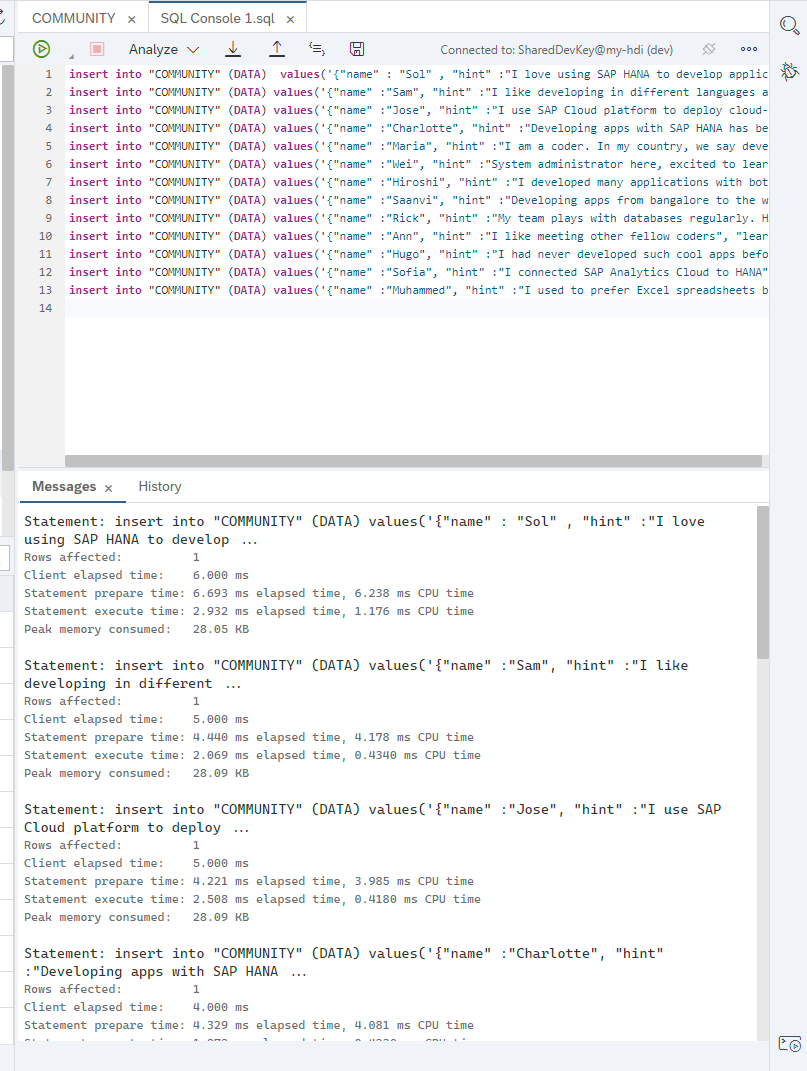 COMMUNITY × SQL Console 1.sql ×
Analyze Connected to: SharedDevKey@my-hdi (dev)
1 insert into "COMMUNITY" (DATA)  values('{"name" : "Sol" , "hint" :"I love using SAP HANA to develop applic
2 insert into "COMMUNITY" (DATA) values('{"name" :"Sam", "hint" :"I like developing in different languages a
3 insert into "COMMUNITY" (DATA) values('{"name" :"Jose", "hint" :"I use SAP Cloud platform to deploy cloud-
4 insert into "COMMUNITY" (DATA) values('{"name" :"Charlotte", "hint" :"Developing apps with SAP HANA has be
5 insert into "COMMUNITY" (DATA) values('{"name" :"Maria", "hint" :"I am a coder. In my country, we say deve
6 insert into "COMMUNITY" (DATA) values('{"name" :"Wei", "hint" :"System administrator here, excited to lear
7 insert into "COMMUNITY" (DATA) values('{"name" :"Hiroshi", "hint" :"I developed many applications with bot
8 insert into "COMMUNITY" (DATA) values('{"name" :"Saanvi", "hint" :"Developing apps from bangalore to the w
9 insert into "COMMUNITY" (DATA) values('{"name" :"Rick", "hint" :"My team plays with databases regularly. H
10 insert into "COMMUNITY" (DATA) values('{"name" :"Ann", "hint" :"I like meeting other fellow coders", "lear
11 insert into "COMMUNITY" (DATA) values('{"name" :"Hugo", "hint" :"I had never developed such cool apps befo
12 insert into "COMMUNITY" (DATA) values('{"name" :"Sofia", "hint" :"I connected SAP Analytics Cloud to HANA"
13 insert into "COMMUNITY" (DATA) values('{"name" :"Muhammed", "hint" :"I used to prefer Excel spreadsheets b
14
Messages × History
Statement: insert into "COMMUNITY" (DATA) values('{"name" : "Sol" , "hint" :"I love
using SAP HANA to develop ...
Rows affected: 1
Client elapsed time: 6.000 ms
Statement prepare time: 6.693 ms elapsed time, 6.238 ms CPU time
Statement execute time: 2.932 ms elapsed time, 1.176 ms CPU time
Peak memory consumed: 28.05 KB
Statement: insert into "COMMUNITY" (DATA) values('{"name" :"Sam", "hint" :"I like
developing in different ...
Rows affected: 1
Client elapsed time: 5.000 ms
Statement prepare time: 4.440 ms elapsed time, 4.178 ms CPU time
Statement execute time: 2.069 ms elapsed time, 0.4340 ms CPU time
Peak memory consumed: 28.09 KB
Statement: insert into "COMMUNITY" (DATA) values('{"name" :"Jose", "hint" :"I use SAP
Cloud platform to deploy ...
Rows affected: 1
Client elapsed time: 5.000 ms
Statement prepare time: 4.221 ms elapsed time, 3.985 ms CPU time
Statement execute time: 2.508 ms elapsed time, 0.4180 ms CPU time
Peak memory consumed: 28.09 KB
Statement: insert into "COMMUNITY" (DATA) values('{"name" :"Charlotte", "hint"
:"Developing apps with SAP HANA ...
Rows affected: 1
Client elapsed time: 4.000 ms
Statement prepare time: 4.329 ms elapsed time, 4.081 ms CPU time